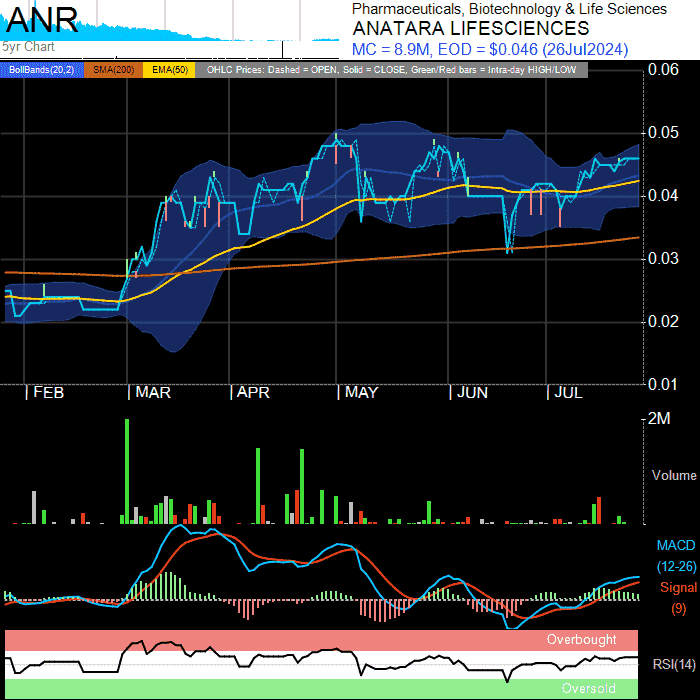 ANR
5yr Chart
Pharmaceuticals, Biotechnology & Life Sciences
ANATARA LIFESCIENCES
MC = 8.9M, EOD = $0.046 (26Jul2024)
BollBands(20,2) SMA(200) EMA(50) OHLC Prices: Dashed = OPEN, Solid = CLOSE, Green/Red bars = Intra-day HIGH/LOW
0.06
0.05
0.04
0.03
0.02
0.01
FEB MAR APR MAY JUN JUL
2M
Volume
MACD
(12-26)
Signal
(9)
Overbought
RSI(14)
Oversold